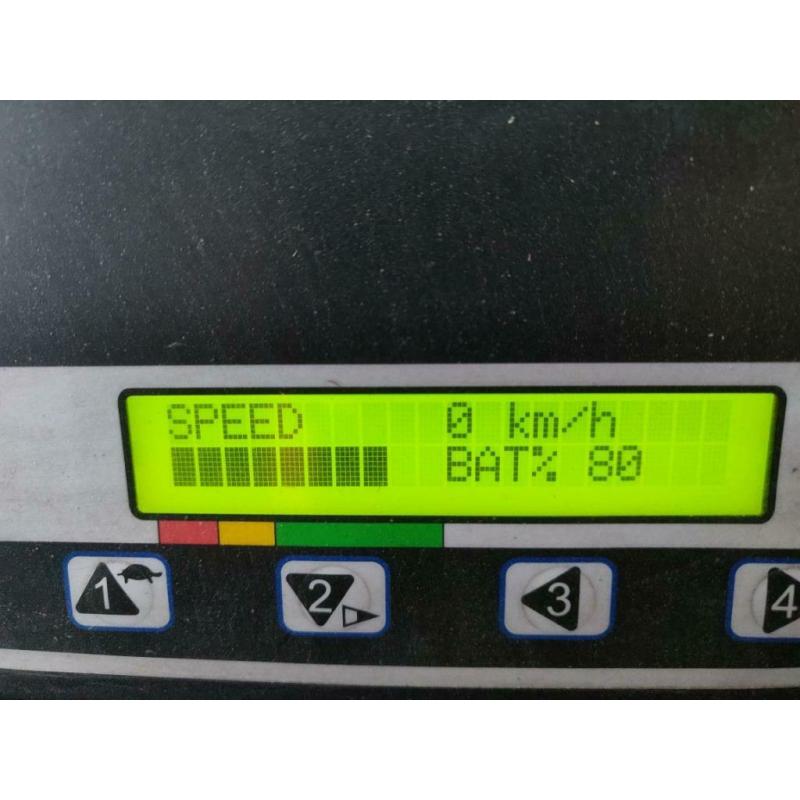 SPEED 0 km/h
BAT% 80
1 2 3 4